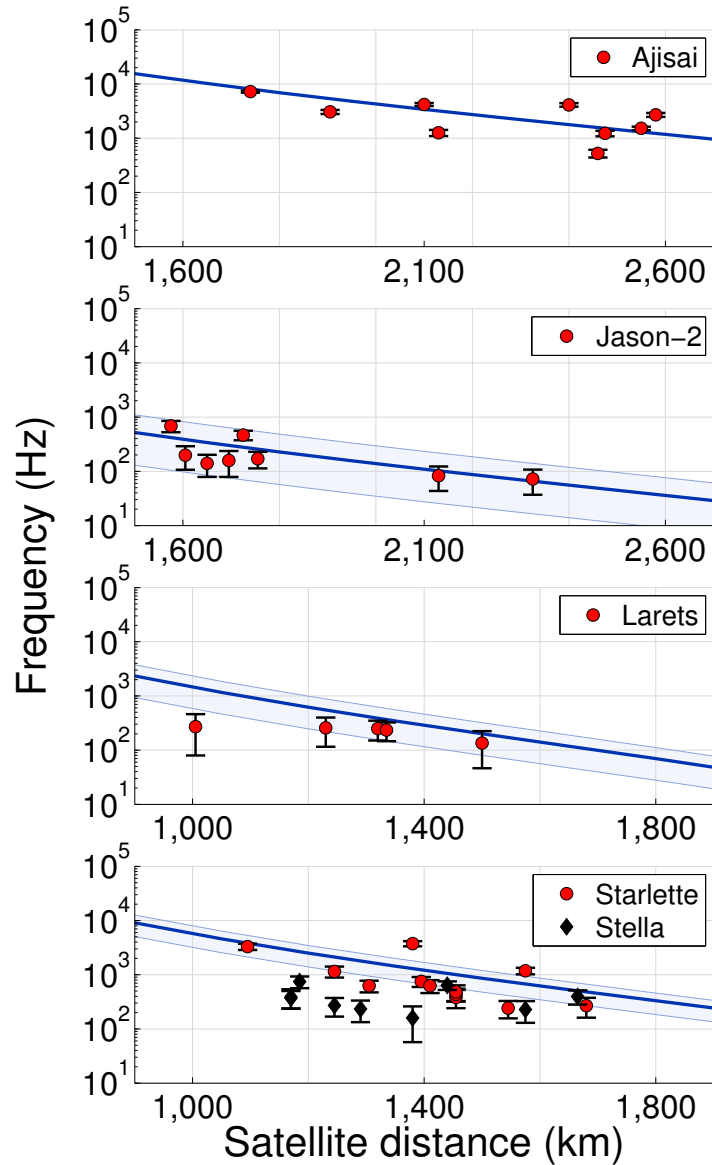 10^5
Ajisai
10^4
10^3
10^2
10^1
1,600 2,100 2,600
10^5
Jason-2
10^4
10^3
10^2
10^1
1,600 2,100 2,600
Frequency (Hz)
10^5
Larets
10^4
10^3
10^2
10^1
1,000 1,400 1,800
10^5
Starlette
Stella
10^4
10^3
10^2
10^1
1,000 1,400 1,800
Satellite distance (km)